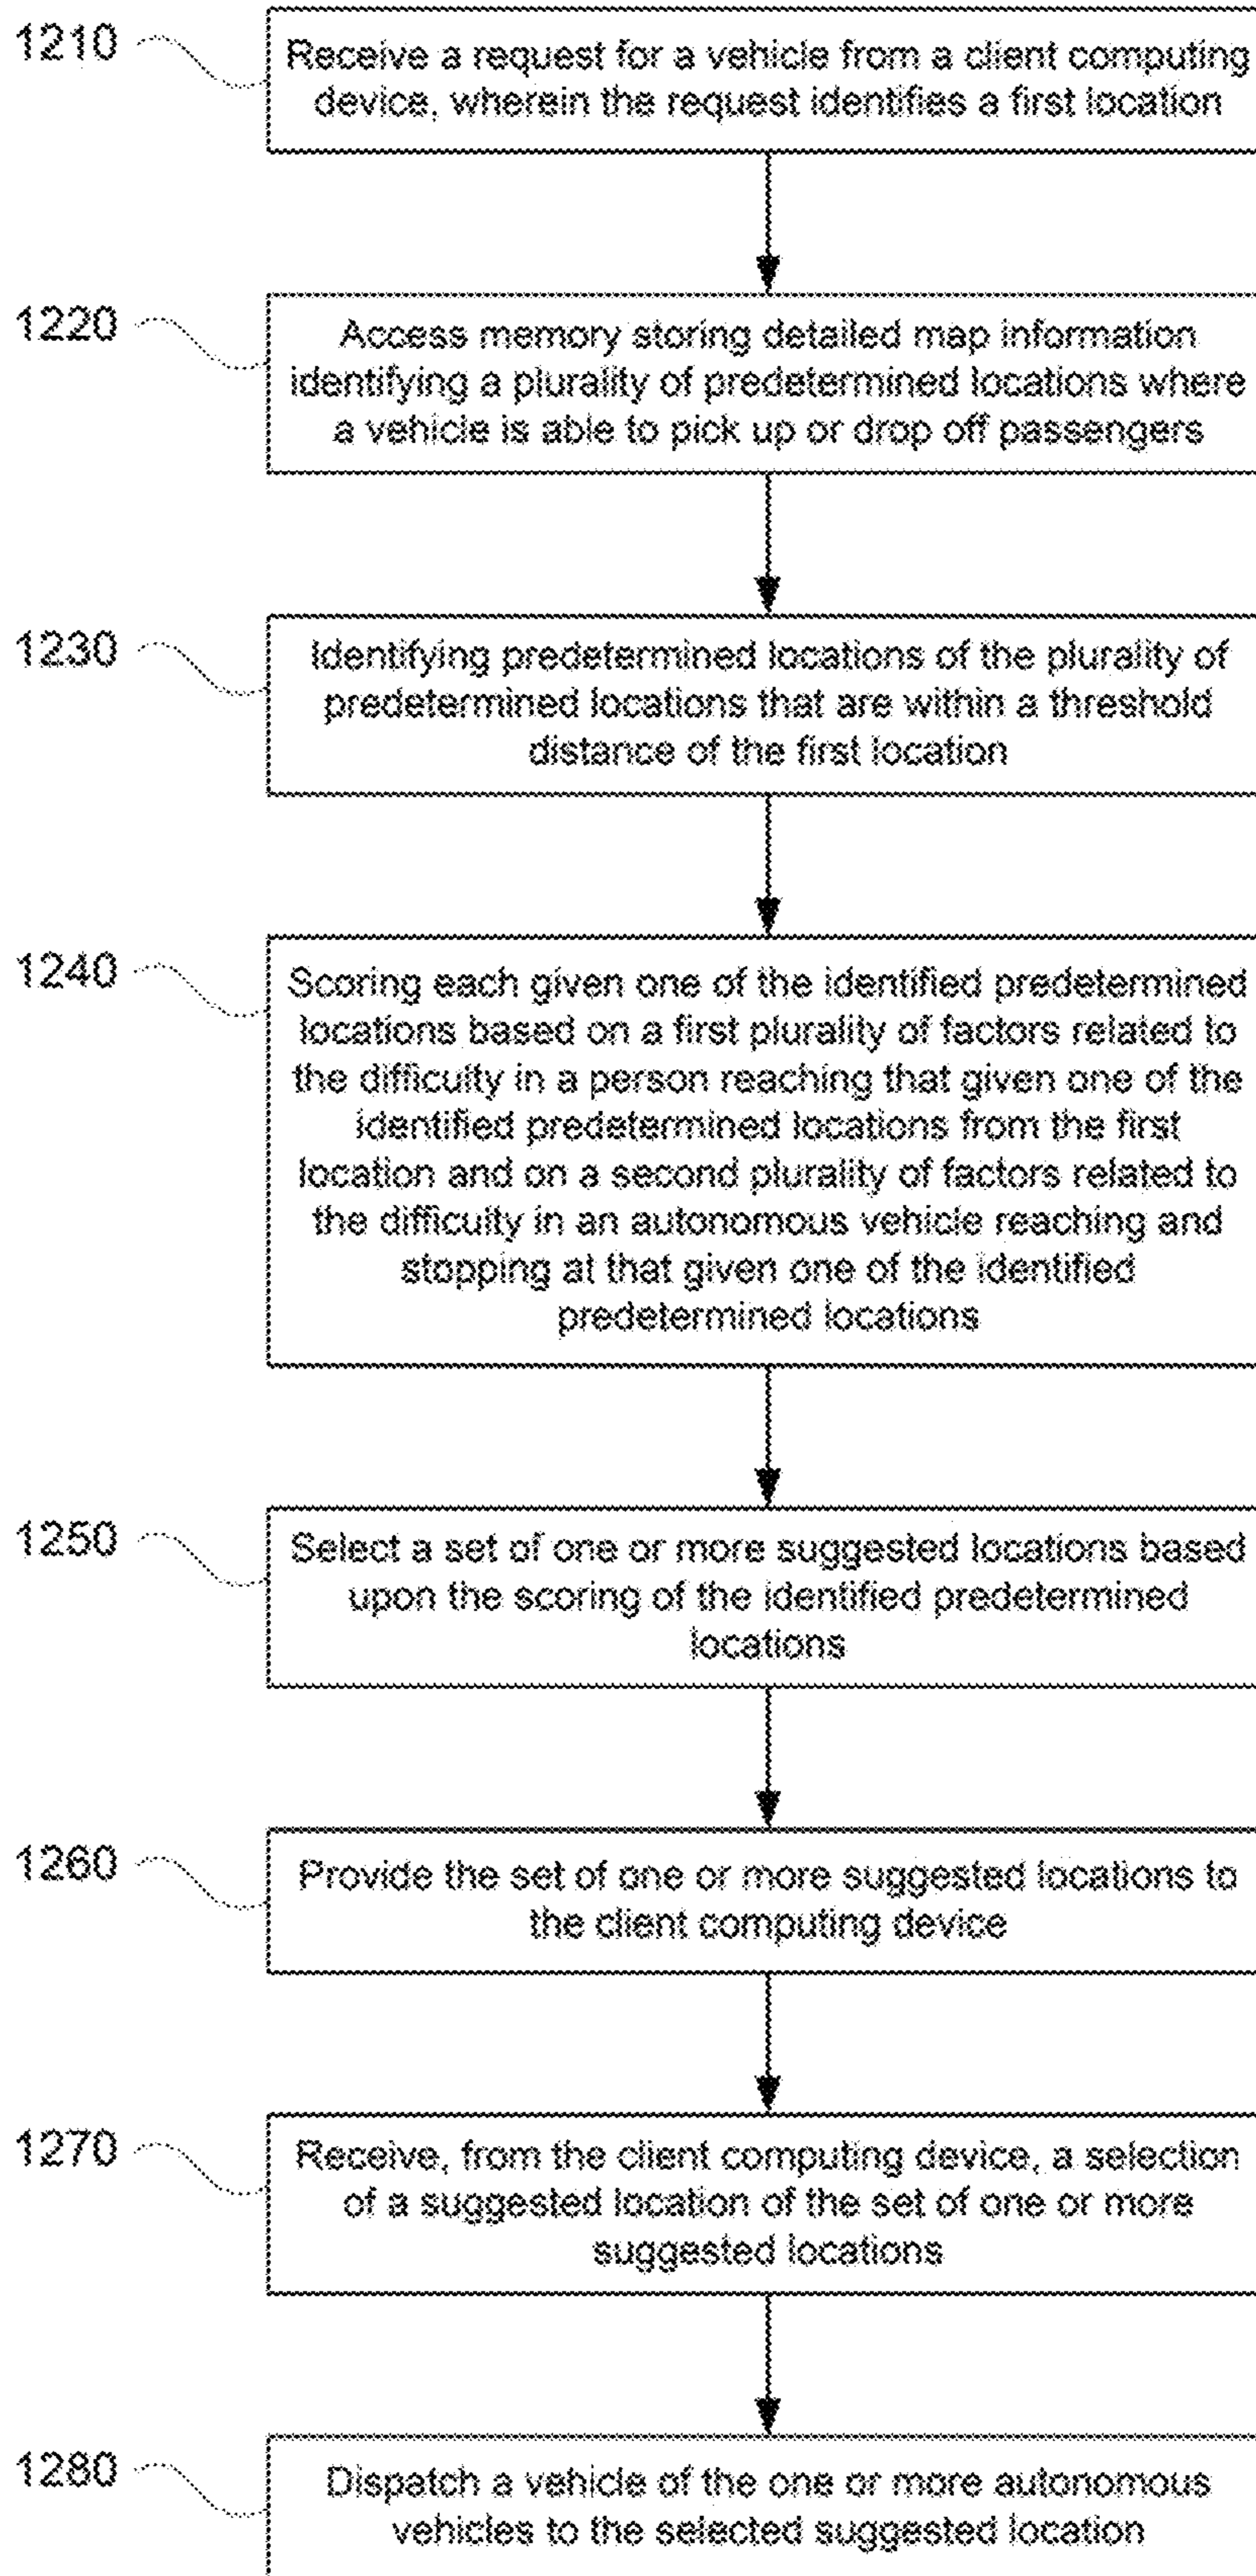 1210
Receive a request for a vehicle from a client computing
device, wherein the request identifies a first location
1220
Access memory storing detailed map information
identifying a plurality of predetermined locations where
a vehicle is able to pick up or drop off passengers
1230
Identifying predetermined locations of the plurality of
predetermined locations that are within a threshold
distance of the first location
1240
Scoring each given one of the identified predetermined
locations based on a first plurality of factors related to
the difficulty in a person reaching that given one of the
identified predetermined locations from the first
location and on a second plurality of factors related to
the difficulty in an autonomous vehicle reaching and
stopping at that given one of the identified
predetermined locations
1250
Select a set of one or more suggested locations based
upon the scoring of the identified predetermined
locations
1260
Provide the set of one or more suggested locations to
the client computing device
1270
Receive, from the client computing device, a selection
of a suggested location of the set of one or more
suggested locations
1280
Dispatch a vehicle of the one or more autonomous
vehicles to the selected suggested location